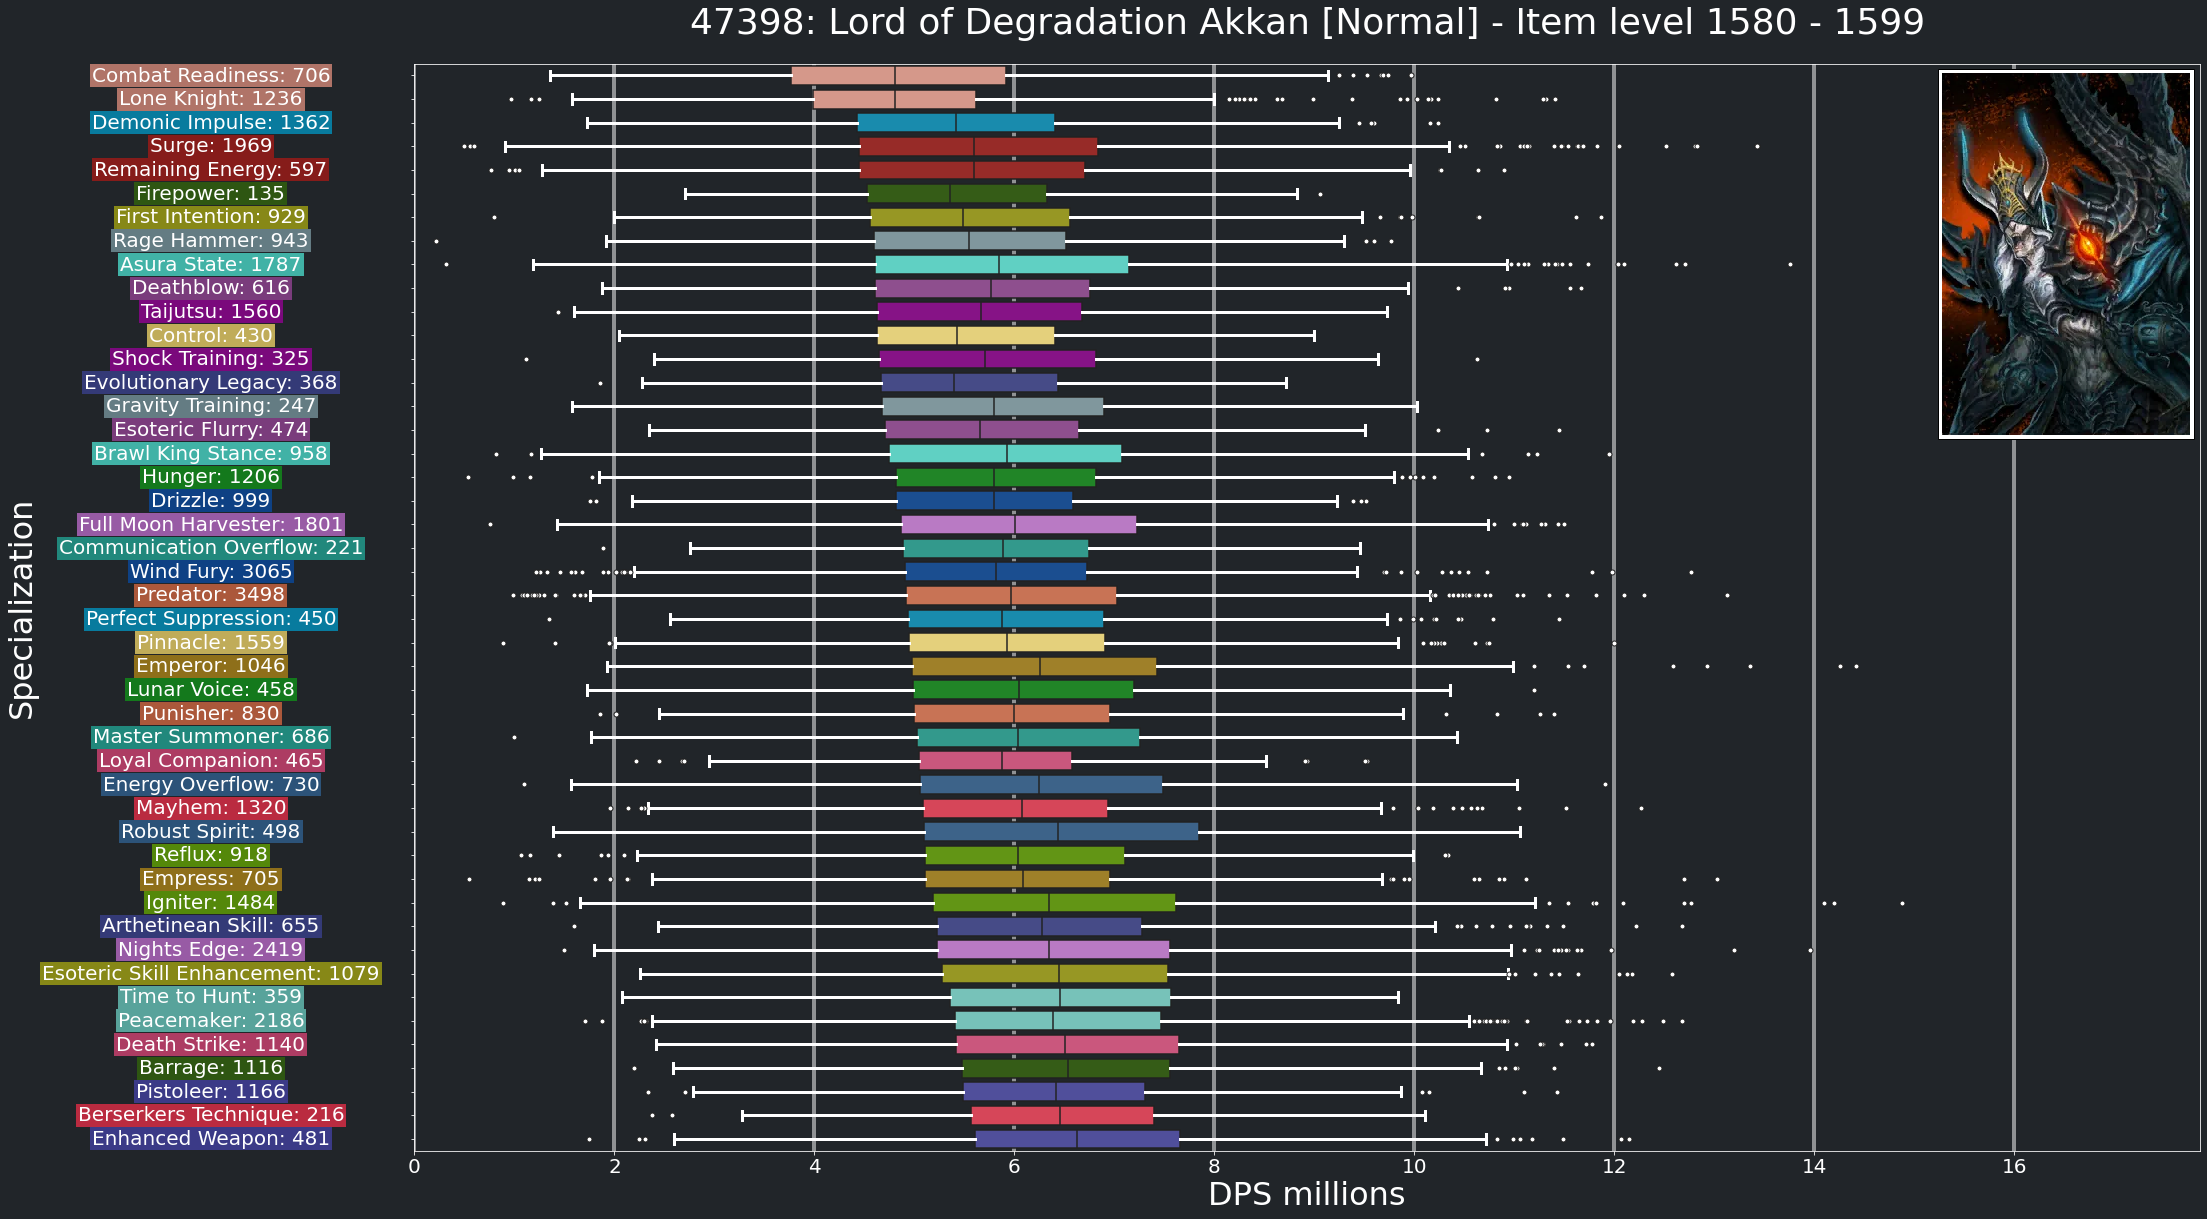 47398: Lord of Degradation Akkan [Normal] - Item level 1580 - 1599
Specialization
Combat Readiness: 706
Lone Knight: 1236
Demonic Impulse: 1362
Surge: 1969
Remaining Energy: 597
Firepower: 135
First Intention: 929
Rage Hammer: 943
Asura State: 1787
Deathblow: 616
Taijutsu: 1560
Control: 430
Shock Training: 325
Evolutionary Legacy: 368
Gravity Training: 247
Esoteric Flurry: 474
Brawl King Stance: 958
Hunger: 1206
Drizzle: 999
Full Moon Harvester: 1801
Communication Overflow: 221
Wind Fury: 3065
Predator: 3498
Perfect Suppression: 450
Pinnacle: 1559
Emperor: 1046
Lunar Voice: 458
Punisher: 830
Master Summoner: 686
Loyal Companion: 465
Energy Overflow: 730
Mayhem: 1320
Robust Spirit: 498
Reflux: 918
Empress: 705
Igniter: 1484
Arthetinean Skill: 655
Nights Edge: 2419
Esoteric Skill Enhancement: 1079
Time to Hunt: 359
Peacemaker: 2186
Death Strike: 1140
Barrage: 1116
Pistoleer: 1166
Berserkers Technique: 216
Enhanced Weapon: 481
0 2 4 6 8 10 12 14 16
DPS millions